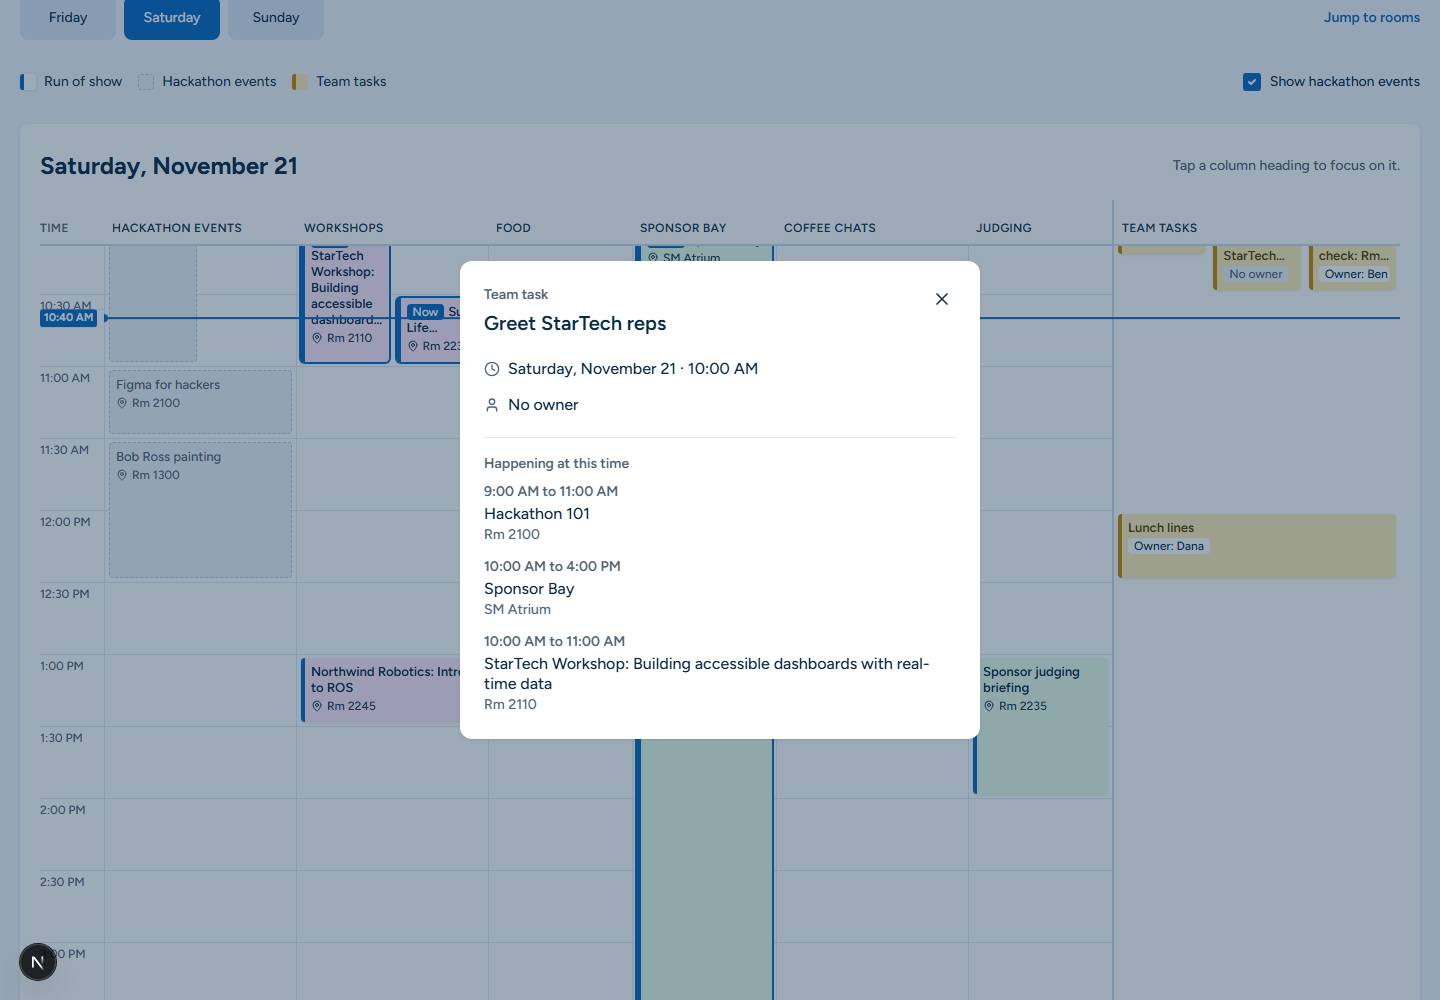 Friday
Saturday
Sunday
Jump to rooms
Run of show
Hackathon events
Team tasks
Show hackathon events
Saturday, November 21
Tap a column heading to focus on it.
TIME
HACKATHON EVENTS
WORKSHOPS
FOOD
SPONSOR BAY
COFFEE CHATS
JUDGING
TEAM TASKS
StarTech
Workshop:
Building
accessible
dashboard...
Rm 2110
SM Atrium
StarTech...
No owner
check: Rm...
Owner: Ben
10:30 AM
10:40 AM
Now
Life...
Rm
11:00 AM
Figma for hackers
Rm 2100
11:30 AM
Bob Ross painting
Rm 1300
12:00 PM
Lunch lines
Owner: Dana
12:30 PM
1:00 PM
Northwind Robotics:
to ROS
Rm 2245
Sponsor judging
briefing
Rm 2235
1:30 PM
2:00 PM
2:30 PM
PM
N
Team task
Greet StarTech reps
Saturday, November 21 · 10:00 AM
No owner
Happening at this time
9:00 AM to 11:00 AM
Hackathon 101
Rm 2100
10:00 AM to 4:00 PM
Sponsor Bay
SM Atrium
10:00 AM to 11:00 AM
StarTech Workshop: Building accessible dashboards with real-
time data
Rm 2110